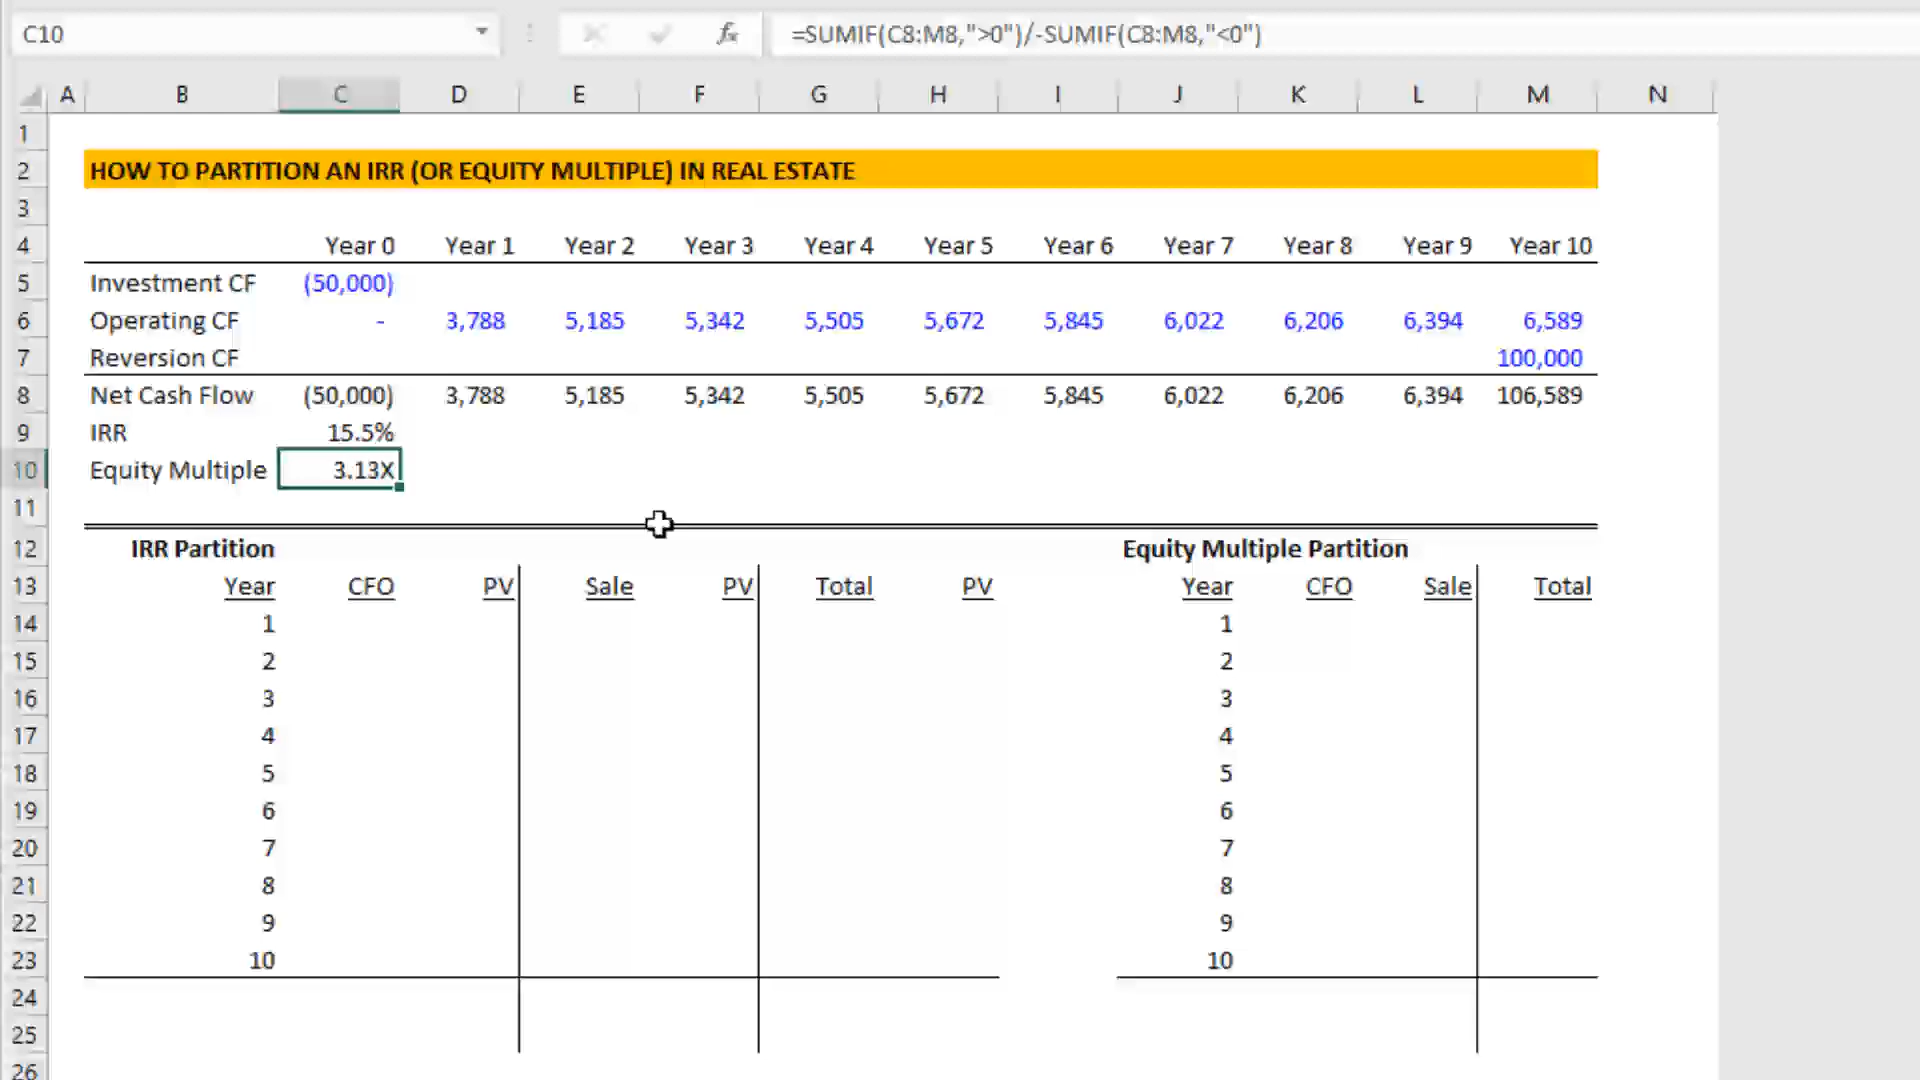 C10 fx =SUMIF(C8:M8,">0")/-SUMIF(C8:M8,"<0")
A B C D E F G H I J K L M N
1
2 HOW TO PARTITION AN IRR (OR EQUITY MULTIPLE) IN REAL ESTATE
3
4 Year 0 Year 1 Year 2 Year 3 Year 4 Year 5 Year 6 Year 7 Year 8 Year 9 Year 10
5 Investment CF (50,000)
6 Operating CF - 3,788 5,185 5,342 5,505 5,672 5,845 6,022 6,206 6,394 6,589
7 Reversion CF 100,000
8 Net Cash Flow (50,000) 3,788 5,185 5,342 5,505 5,672 5,845 6,022 6,206 6,394 106,589
9 IRR 15.5%
10 Equity Multiple 3.13X
11
12 IRR Partition Equity Multiple Partition
13 Year CFO PV Sale PV Total PV Year CFO Sale Total
14 1 1
15 2 2
16 3 3
17 4 4
18 5 5
19 6 6
20 7 7
21 8 8
22 9 9
23 10 10
24
25
26